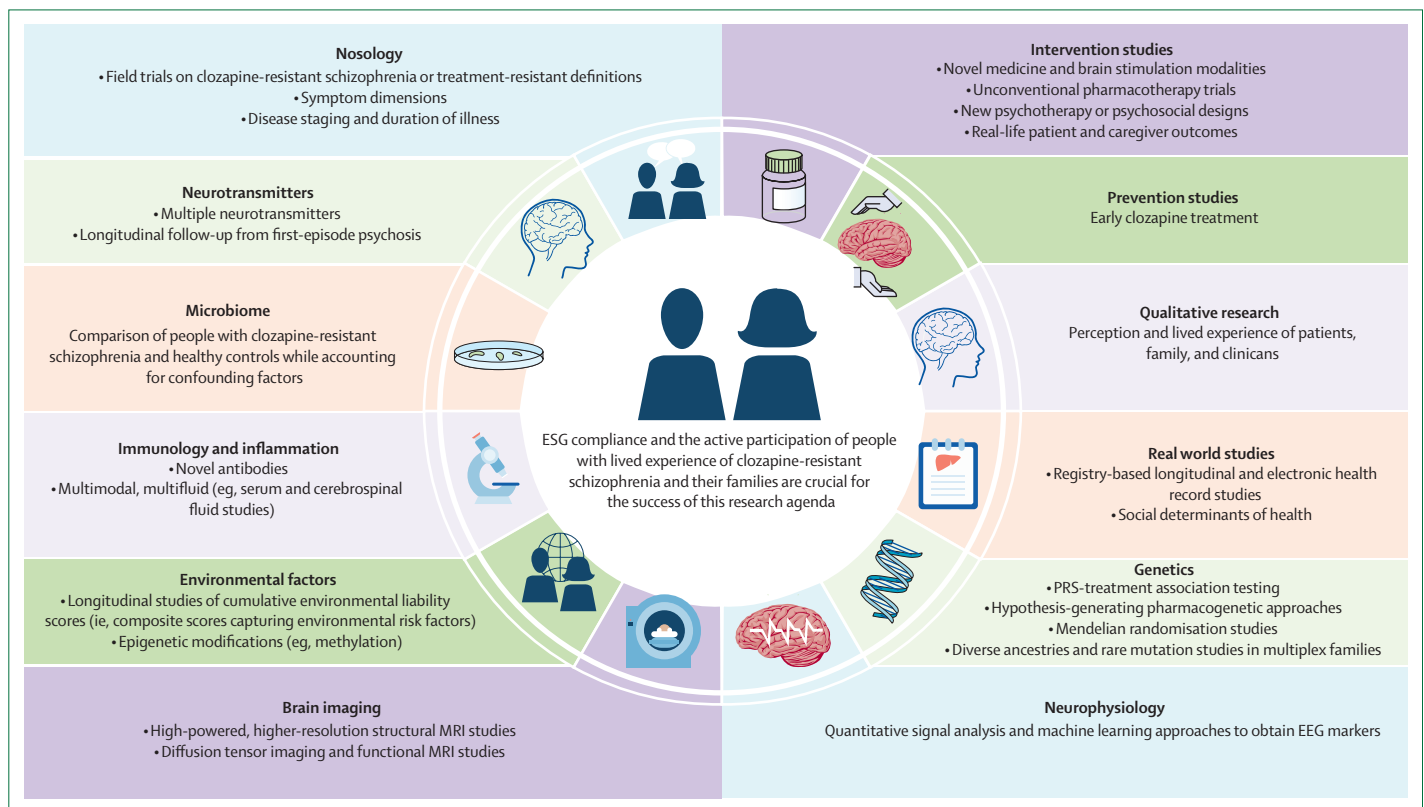 Nosology
• Field trials on clozapine-resistant schizophrenia or treatment-resistant definitions
• Symptom dimensions
• Disease staging and duration of illness
Neurotransmitters
• Multiple neurotransmitters
• Longitudinal follow-up from first-episode psychosis
Microbiome
Comparison of people with clozapine-resistant
schizophrenia and healthy controls while accounting
for confounding factors
Immunology and inflammation
• Novel antibodies
• Multimodal, multifluid (eg, serum and cerebrospinal
fluid studies)
Environmental factors
• Longitudinal studies of cumulative environmental liability
scores (ie, composite scores capturing environmental risk factors)
• Epigenetic modifications (eg, methylation)
Brain imaging
• High-powered, higher-resolution structural MRI studies
• Diffusion tensor imaging and functional MRI studies
ESG compliance and the active participation of people
with lived experience of clozapine-resistant
schizophrenia and their families are crucial for
the success of this research agenda
Intervention studies
• Novel medicine and brain stimulation modalities
• Unconventional pharmacotherapy trials
• New psychotherapy or psychosocial designs
• Real-life patient and caregiver outcomes
Prevention studies
Early clozapine treatment
Qualitative research
Perception and lived experience of patients,
family, and clinicans
Real world studies
• Registry-based longitudinal and electronic health
record studies
• Social determinants of health
Genetics
• PRS-treatment association testing
• Hypothesis-generating pharmacogenetic approaches
• Mendelian randomisation studies
• Diverse ancestries and rare mutation studies in multiplex families
Neurophysiology
Quantitative signal analysis and machine learning approaches to obtain EEG markers